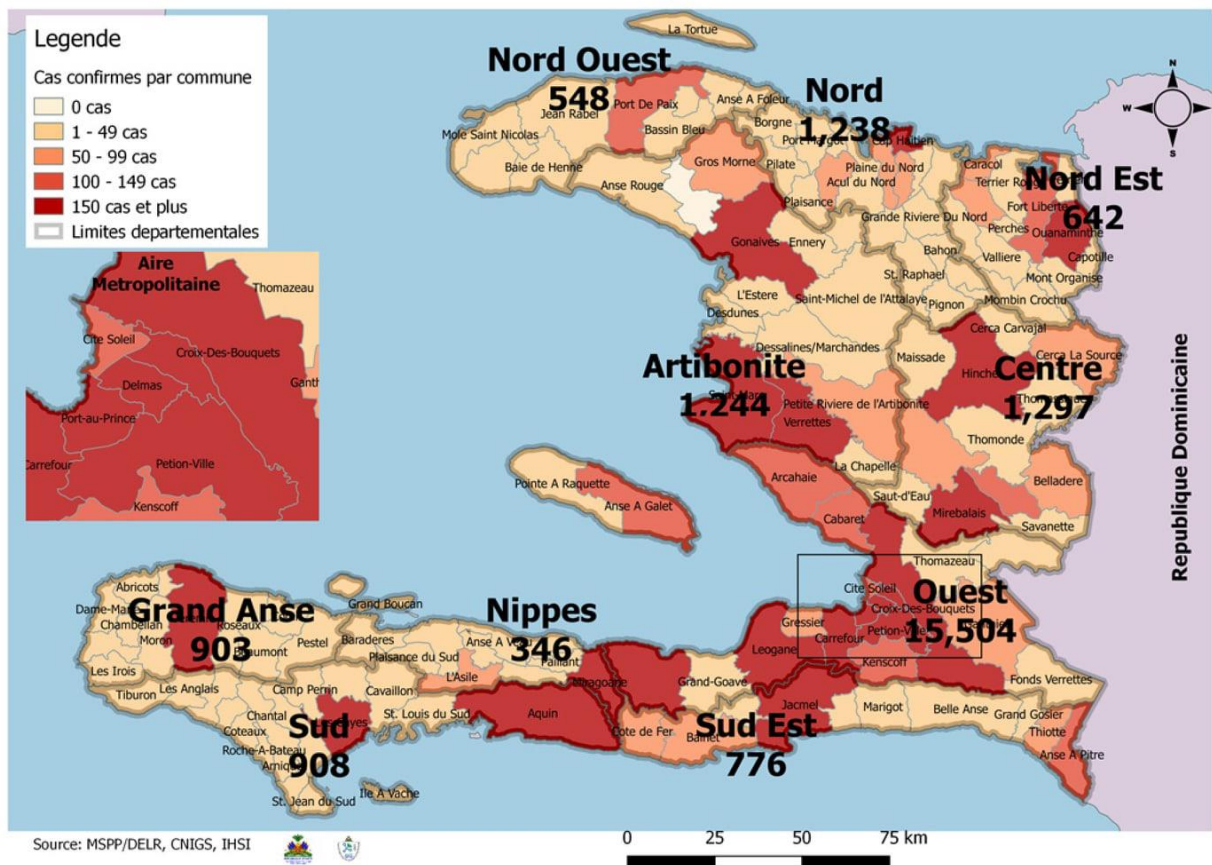 Legende
Cas confirmes par commune
0 cas
1 - 49 cas
50 - 99 cas
100 - 149 cas
150 cas et plus
Limites departementales
Aire
Metropolitaine
Thomazeau
Cite Soleil
Croix-Des-Bouquets
Delmas
Port-au-Prince
Carrefour
Petion-Ville
Kenscoff
La Tortue
Nord Ouest
548
Jean Rabel
Port De Paix
Mole Saint Nicolas
Baie de Henne
Bassin Bleu
Anse A Foleur
Nord
1,238
Borgne
Pilate
Plaine du Nord
Acul du Nord
Plaisance
Grande Riviere Du Nord
Bahon
St. Raphael
Pignon
Caracol
Nord Est
642
Fort Liberte
Perches
Ouanaminthe
Capotille
Valliere
Mont Organise
Mombin Crochu
Gros Morne
Anse Rouge
Gonaives
Ennery
L'Estere
Desdunes
Saint-Michel de l'Attalaye
Dessalines/Marchandes
Artibonite
1,244
Petite Riviere de l'Artibonite
Verrettes
La Chapelle
Cerca Carvajal
Maissade
Cerca La Source
Centre
1,297
Thomonde
Belladere
Saut-d'Eau
Mirebalais
Savanette
Arcahaie
Cabaret
Pointe A Raquette
Anse A Galet
Thomazeau
Cite Soleil
Croix-Des-Bouquets
Ouest
15,504
Petion-Ville
Gressier
Carrefour
Leogane
Kenscoff
Grand-Goave
Fonds Verrettes
Abricots
Grand Anse
903
Chambellan
Moron
Pestel
Les Irois
Grand Boucan
Nippes
346
Baraderes
Plaisance du Sud
L'Asile
Paillant
Miragoane
Tiburon
Les Anglais
Camp Perrin
Cavaillon
Chantal
St. Louis du Sud
Aquin
Coteaux
Sud
908
Roche-A-Bateau
St. Jean du Sud
Ile A Vache
Cote de Fer
Sud Est
776
Jacmel
Marigot
Belle Anse
Grand Gosier
Thiotte
Anse A Pitre
Republique Dominicaine
N
W
E
S
Source: MSPP/DELR, CNIGS, IHSI
0 25 50 75 km